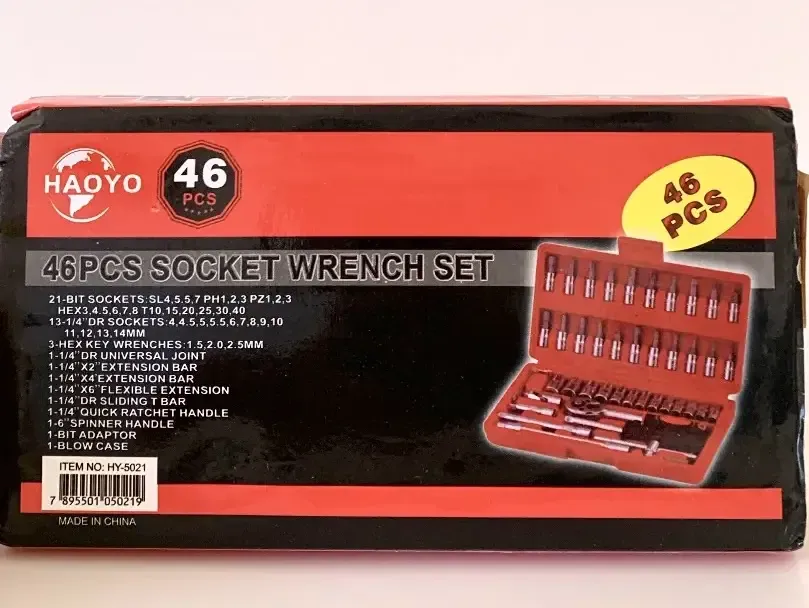 HAOYO
46
PCS
46
PCS
46PCS SOCKET WRENCH SET
21-BIT SOCKETS:SL4,5.5,7 PH1,2,3 PZ1,2,3
HEX3,4.5,6.7,8 T10,15,20,25,30,40
13-1/4"DR SOCKETS:4,4.5,5,5.5,6,7,8,9,10
11,12,13,14MM
3-HEX KEY WRENCHES:1.5,2.0,2.5MM
1-1/4"DR UNIVERSAL JOINT
1-1/4"X2"EXTENSION BAR
1-1/4"X4"EXTENSION BAR
1-1/4"X6"FLEXIBLE EXTENSION
1-1/4"DR SLIDING T BAR
1-1/4"QUICK RATCHET HANDLE
1-6"SPINNER HANDLE
1-BIT ADAPTOR
1-BLOW CASE
ITEM NO: HY-5021
7 895501 050219
MADE IN CHINA